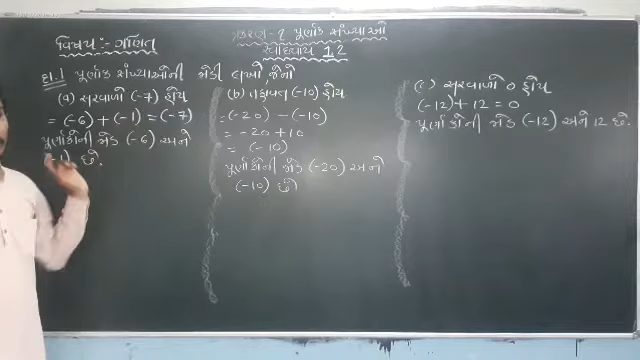 પ્રકરણ-1 પૂર્ણાંક સંખ્યાઓ
વિષય:- ગણિત
સ્વાધ્યાય 1.2
દા.1 પૂર્ણાંક સંખ્યાઓની જોડી લખો જેનો
(a) સરવાળો (-7) હોય
= (-6) + (-1) = (-7)
પૂર્ણાંકોની જોડ (-6) અને
(-1) છે.
(b) તફાવત (-10) હોય
= (-20) - (-10)
= -20 + 10
= (-10)
પૂર્ણાંકોની જોડ (-20) અને
(-10) છે
(c) સરવાળો 0 હોય
(-12) + 12 = 0
પૂર્ણાંકોની જોડ (-12) અને 12 છે.